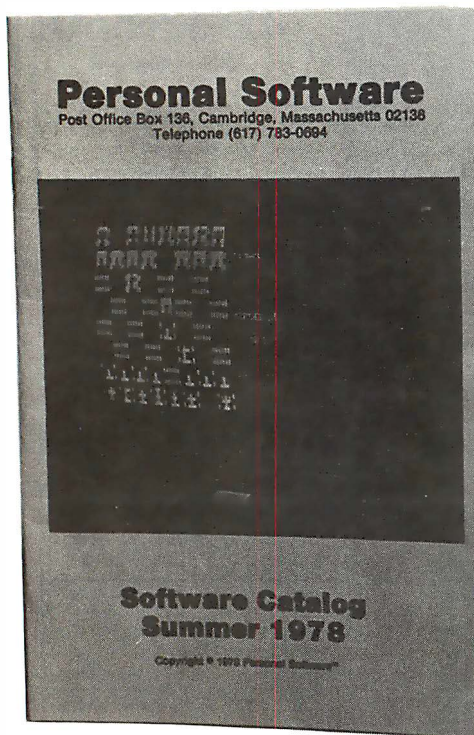 Personal Software
Post Office Box 136, Cambridge, Massachusetts 02138
Telephone (617) 783-0694
Software Catalog
Summer 1978
Copyright © 1978 Personal Software™